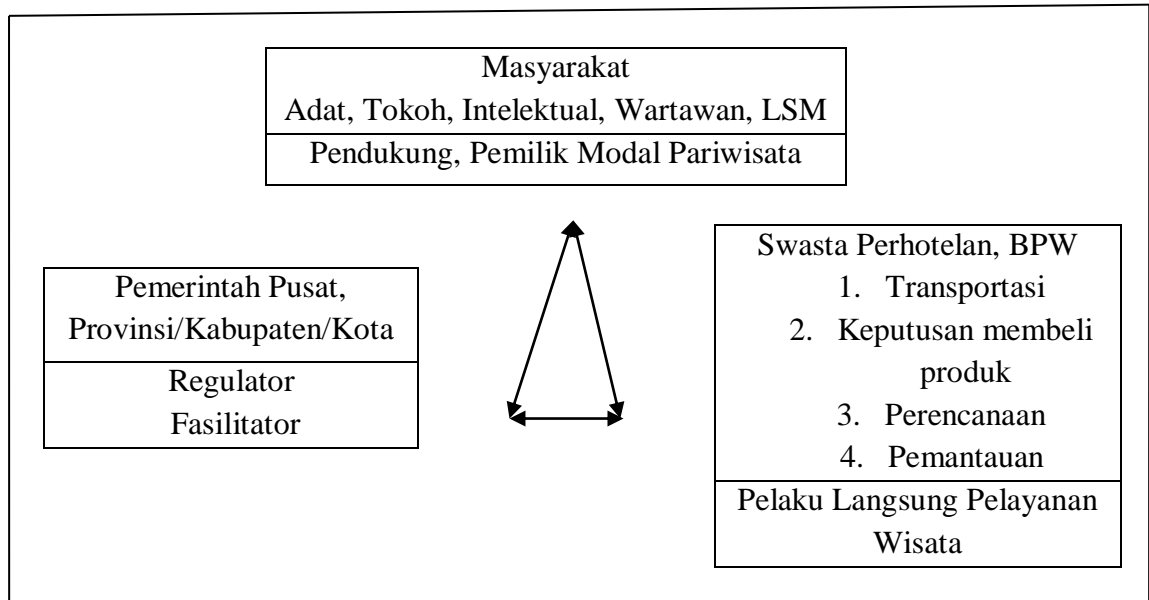 Masyarakat
Adat, Tokoh, Intelektual, Wartawan, LSM
Pendukung, Pemilik Modal Pariwisata
Pemerintah Pusat,
Provinsi/Kabupaten/Kota
Regulator
Fasilitator
Swasta Perhotelan, BPW
1. Transportasi
2. Keputusan membeli
produk
3. Perencanaan
4. Pemantauan
Pelaku Langsung Pelayanan
Wisata